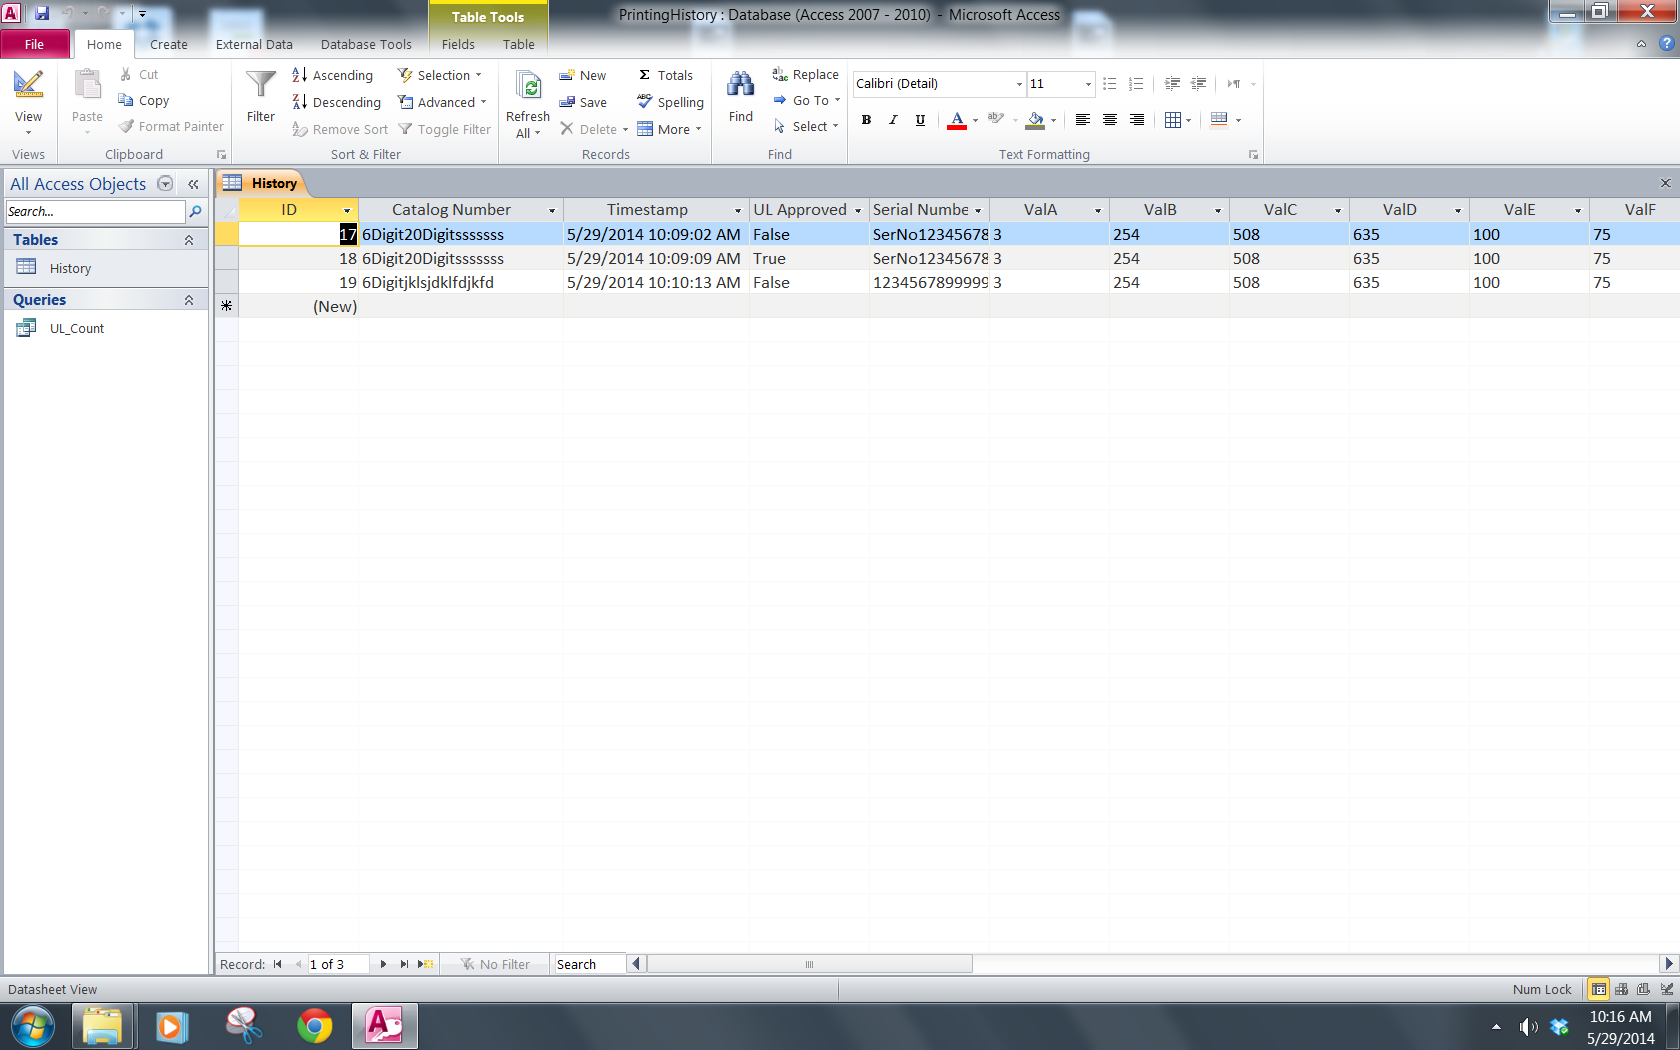 Table Tools
PrintingHistory : Database (Access 2007 - 2010) - Microsoft Access
File Home Create External Data Database Tools Fields Table
View
Views
Paste
Cut
Copy
Format Painter
Clipboard
Filter
Ascending
Descending
Remove Sort
Selection
Advanced
Toggle Filter
Sort & Filter
Refresh
All
New
Save
Delete
Totals
Spelling
More
Records
Find
Replace
Go To
Select
Find
Calibri (Detail) 11
B I U
Text Formatting
All Access Objects
Search...
Tables
History
Queries
UL_Count
History
ID Catalog Number Timestamp UL Approved Serial Numbe ValA ValB ValC ValD ValE ValF
17 6Digit20Digitsssssss 5/29/2014 10:09:02 AM False SerNo12345678 3 254 508 635 100 75
18 6Digit20Digitsssssss 5/29/2014 10:09:09 AM True SerNo12345678 3 254 508 635 100 75
19 6Digitjklsjdklfdjkfd 5/29/2014 10:10:13 AM False 1234567899999 3 254 508 635 100 75
(New)
Record: 1 of 3 No Filter Search
Datasheet View Num Lock
10:16 AM
5/29/2014